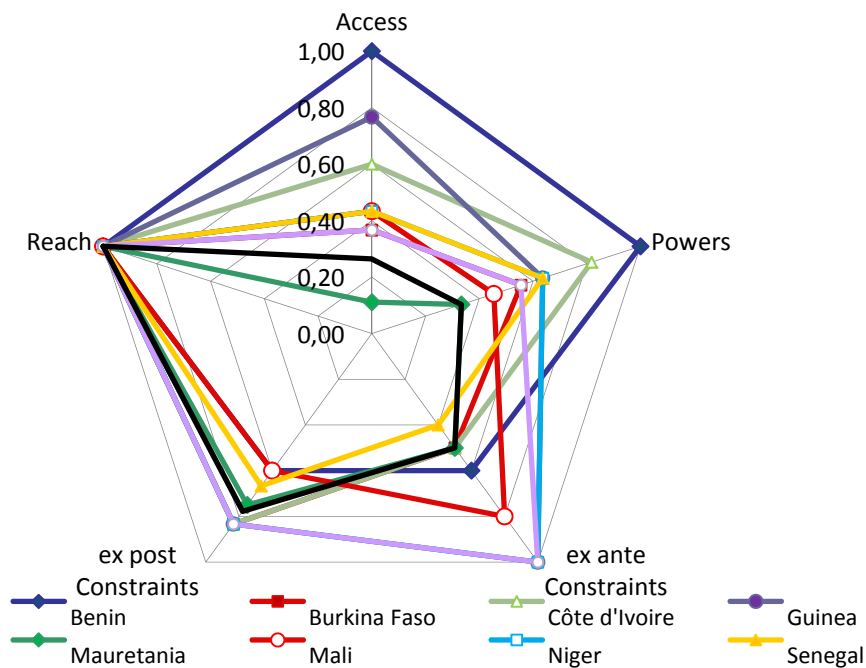 Access
1,00
0,80
0,60
0,40
0,20
0,00
Reach
Powers
ex post
Constraints
ex ante
Constraints
Benin
Burkina Faso
Côte d'Ivoire
Guinea
Mauretania
Mali
Niger
Senegal